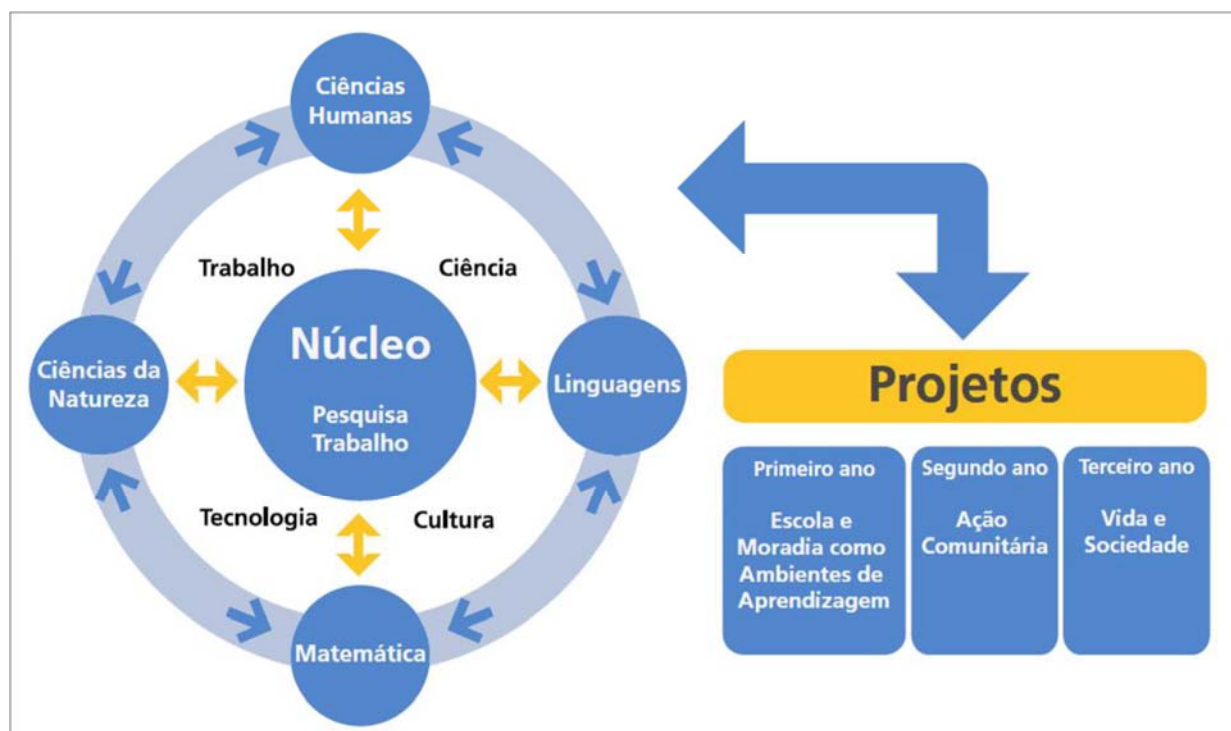 Ciências
Humanas
Trabalho
Ciência
Núcleo
Pesquisa
Trabalho
Ciências da
Natureza
Linguagens
Tecnologia
Cultura
Matemática
Projetos
Primeiro ano
Escola e
Moradia como
Ambientes de
Aprendizagem
Segundo ano
Ação
Comunitária
Terceiro ano
Vida e
Sociedade